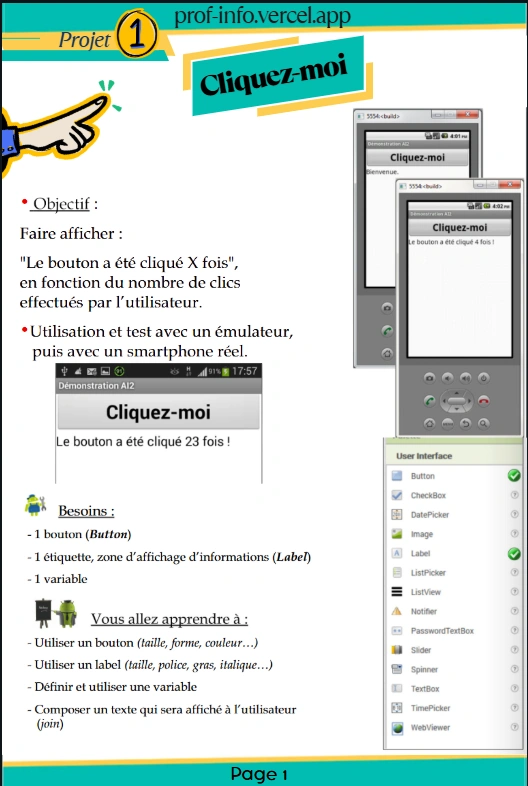 prof-info.vercel.app
Projet 1
Cliquez-moi
5554:<build>
4:01 PM
Démonstration AI2
Cliquez-moi
Bienvenue.
5554:<build>
4:02 PM
Démonstration AI2
Cliquez-moi
Le bouton a été cliqué 4 fois !
• Objectif :
Faire afficher :
"Le bouton a été cliqué X fois",
en fonction du nombre de clics
effectués par l’utilisateur.
• Utilisation et test avec un émulateur,
puis avec un smartphone réel.
91% 17:57
Démonstration AI2
Cliquez-moi
Le bouton a été cliqué 23 fois !
Besoins :
- 1 bouton (Button)
- 1 étiquette, zone d’affichage d’informations (Label)
- 1 variable
Vous allez apprendre à :
- Utiliser un bouton (taille, forme, couleur…)
- Utiliser un label (taille, police, gras, italique…)
- Définir et utiliser une variable
- Composer un texte qui sera affiché à l’utilisateur
(join)
User Interface
Button
CheckBox
DatePicker
Image
Label
ListPicker
ListView
Notifier
PasswordTextBox
Slider
Spinner
TextBox
TimePicker
WebViewer
Page 1